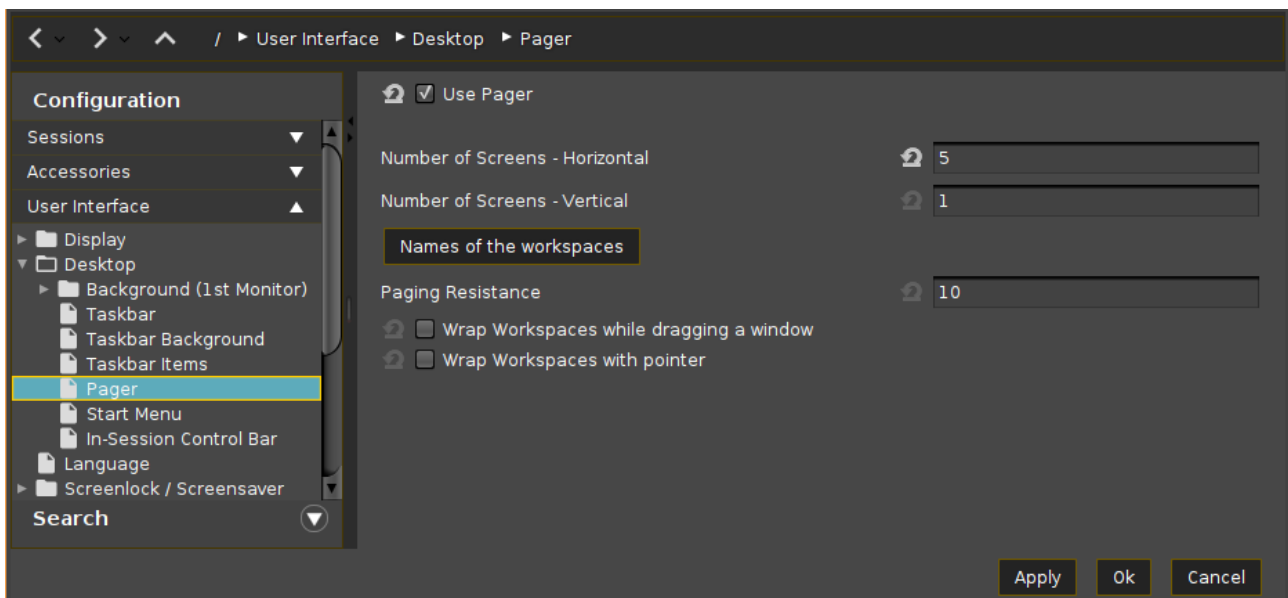 / User Interface Desktop Pager
Configuration
Sessions
Accessories
User Interface
Display
Desktop
Background (1st Monitor)
Taskbar
Taskbar Background
Taskbar Items
Pager
Start Menu
In-Session Control Bar
Language
Screenlock / Screensaver
Search
Use Pager
Number of Screens - Horizontal 5
Number of Screens - Vertical 1
Names of the workspaces
Paging Resistance 10
Wrap Workspaces while dragging a window
Wrap Workspaces with pointer
Apply Ok Cancel